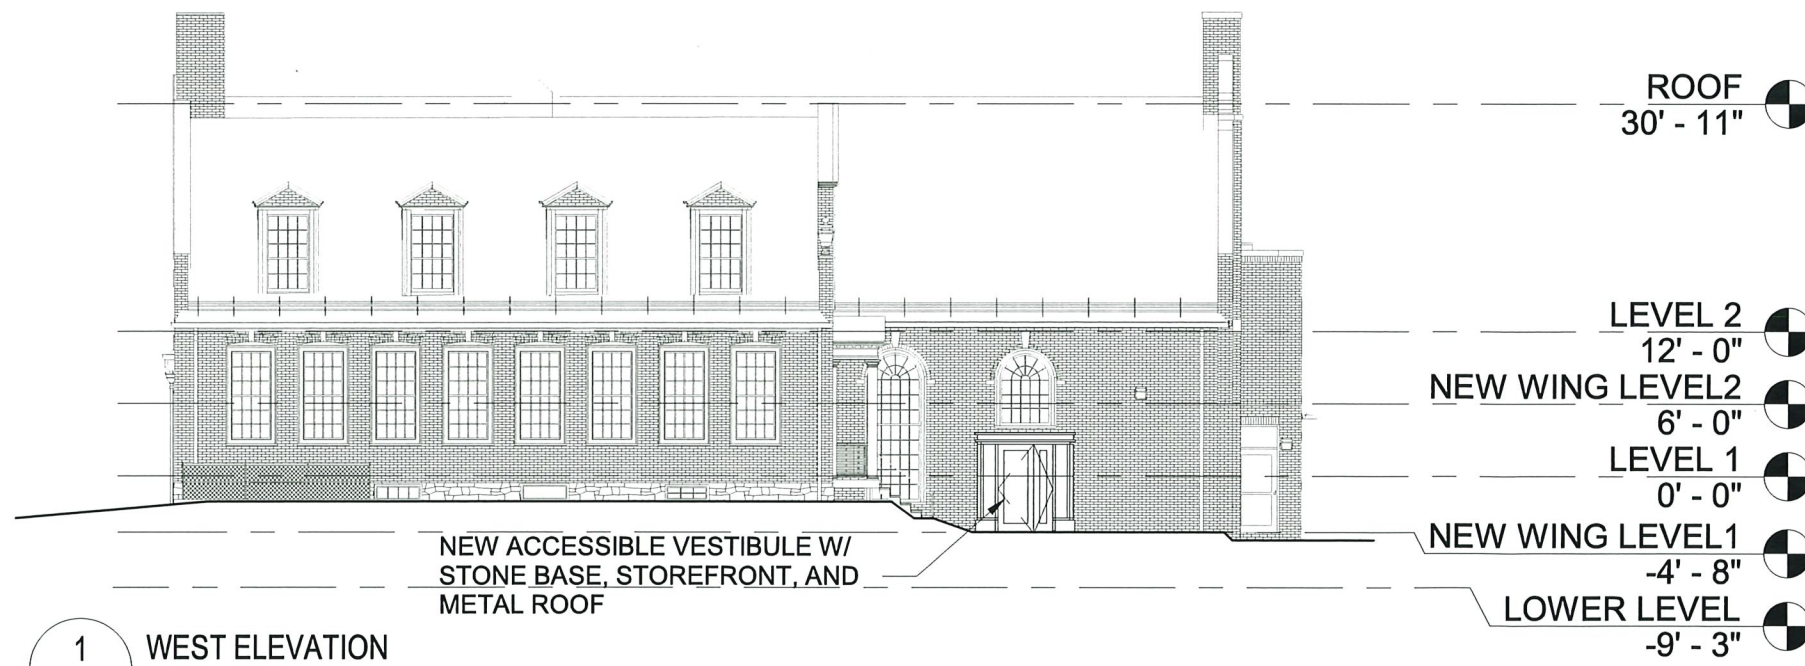 ROOF
30' - 11"
LEVEL 2
12' - 0"
NEW WING LEVEL2
6' - 0"
LEVEL 1
0' - 0"
NEW WING LEVEL1
-4' - 8"
LOWER LEVEL
-9' - 3"
NEW ACCESSIBLE VESTIBULE W/
STONE BASE, STOREFRONT, AND
METAL ROOF
1 WEST ELEVATION